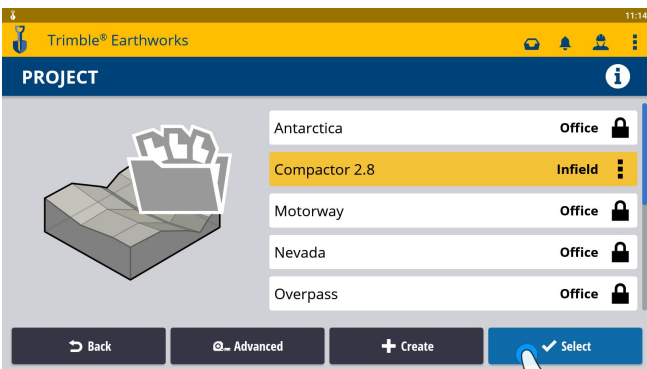 11:14
Trimble® Earthworks
PROJECT
Antarctica Office
Compactor 2.8 Infield
Motorway Office
Nevada Office
Overpass Office
Back Advanced Create Select